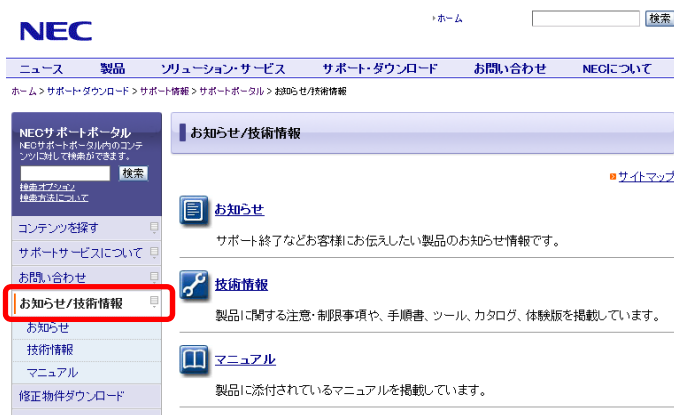 ホーム
検索
NEC
ニュース 製品 ソリューション・サービス サポート・ダウンロード お問い合わせ NECについて
ホーム > サポート・ダウンロード > サポート情報 > サポートポータル > お知らせ/技術情報
NECサポートポータル
NECサポートポータル内のコンテ
ンツに対して検索ができます。
検索
検索オプション
検索方法について
コンテンツを探す
サポートサービスについて
お問い合わせ
お知らせ/技術情報
お知らせ
技術情報
マニュアル
修正物件ダウンロード
お知らせ/技術情報
サイトマップ
お知らせ
サポート終了などお客様にお伝えしたい製品のお知らせ情報です。
技術情報
製品に関する注意・制限事項や、手順書、ツール、カタログ、体験版を掲載しています。
マニュアル
製品に添付されているマニュアルを掲載しています。